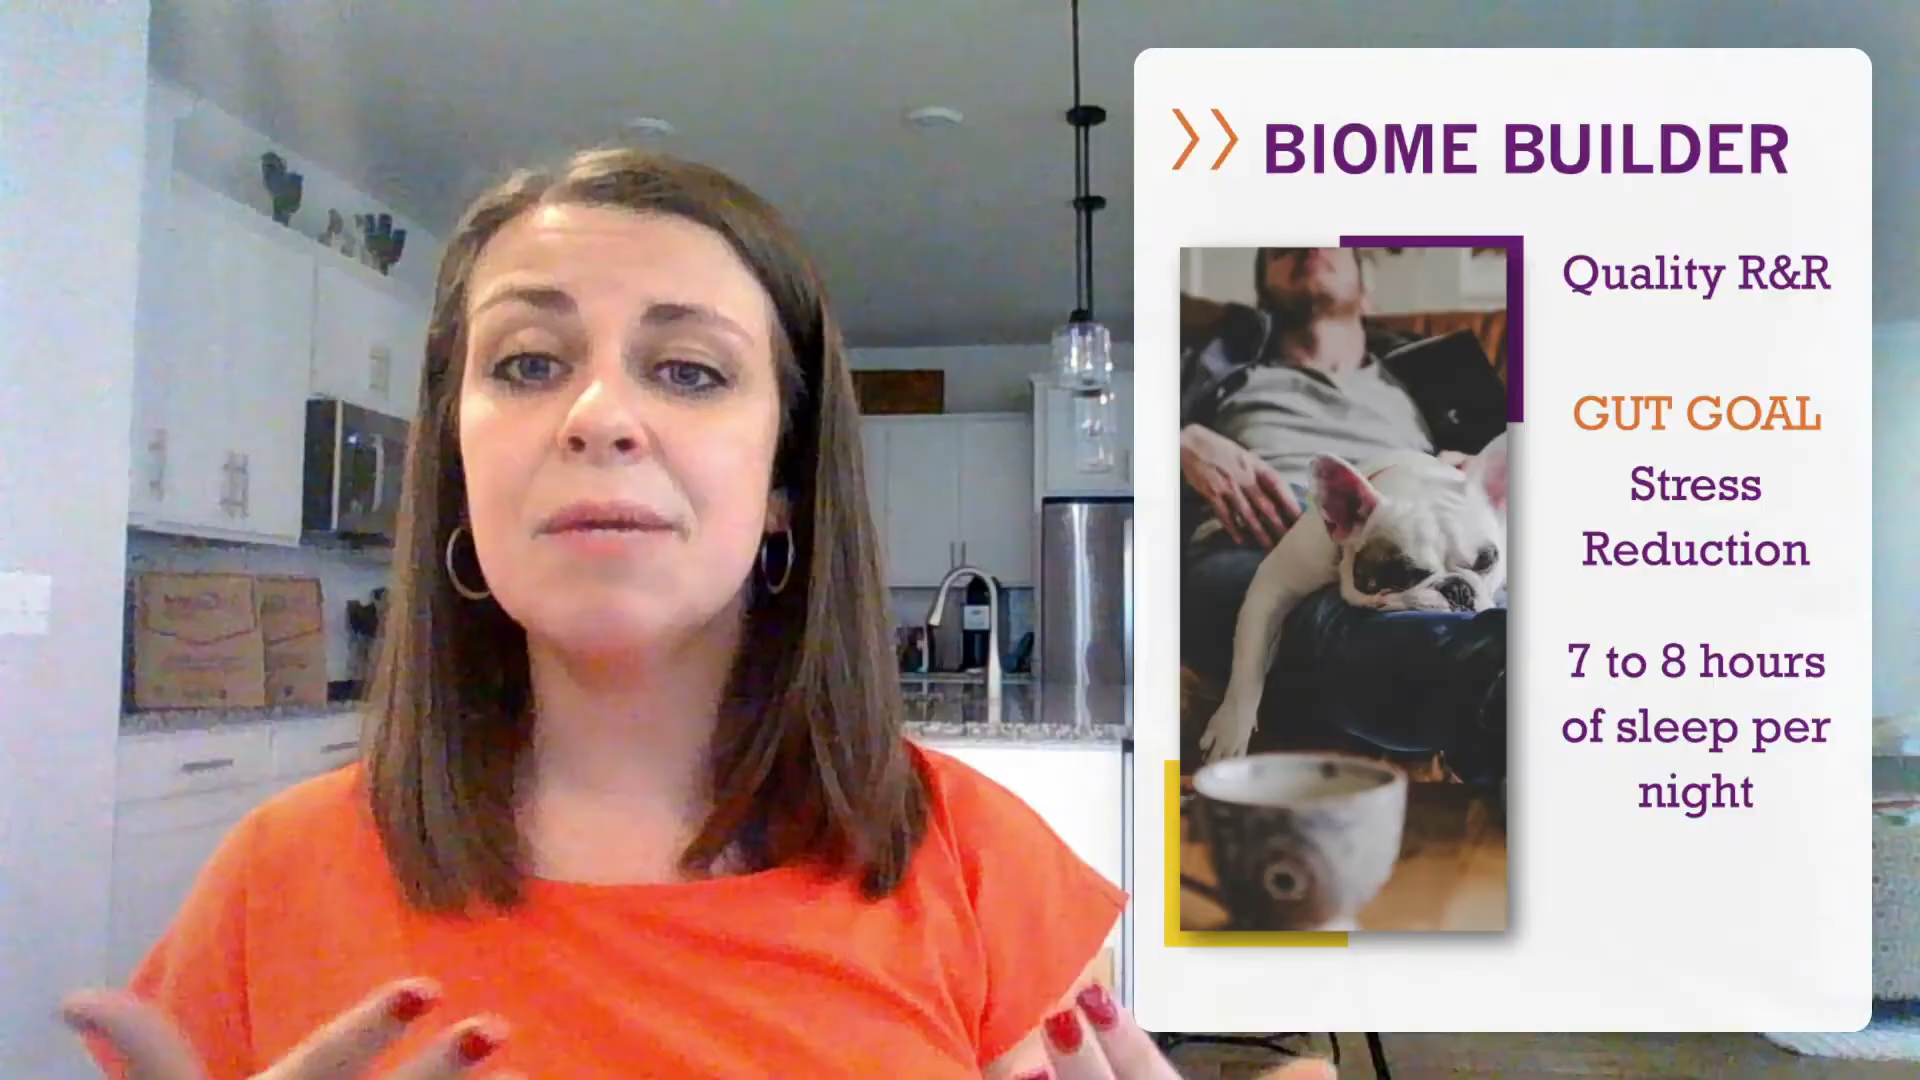 BIOME BUILDER
Quality R&R
GUT GOAL
Stress
Reduction
7 to 8 hours
of sleep per
night